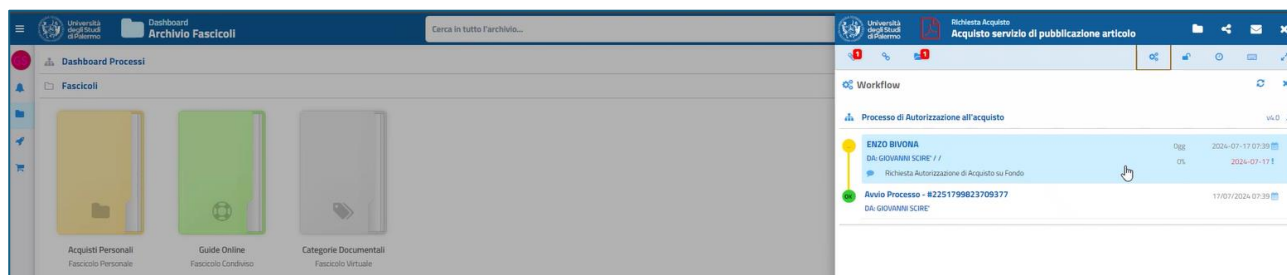 Università
degli Studi
di Palermo
Dashboard
Archivio Fascicoli
Cerca in tutto l'archivio...
Dashboard Processi
Fascicoli
Acquisti Personali
Fascicolo Personale
Guide Online
Fascicolo Condiviso
Categorie Documentali
Fascicolo Virtuale
Università
degli Studi
di Palermo
Richiesta Acquisto
Acquisto servizio di pubblicazione articolo
1
1
Workflow
Processo di Autorizzazione all'acquisto
v4.0
ENZO BIVONA
0gg
2024-07-17 07:39
DA: GIOVANNI SCIRE' / /
0%
2024-07-17 !
Richiesta Autorizzazione di Acquisto su Fondo
OK
Avvio Processo - #2251799823709377
17/07/2024 07:39
DA: GIOVANNI SCIRE'